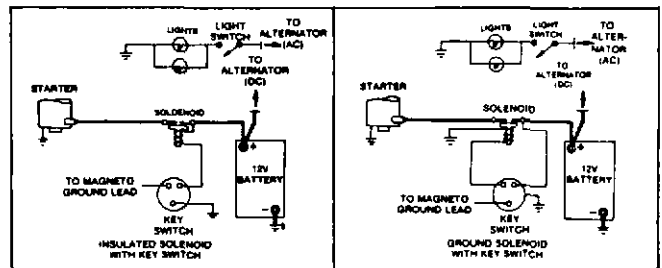 LIGHTS
LIGHT
SWITCH
TO
ALTERNATOR
(AC)
TO
ALTERNATOR
(DC)
STARTER
SOLDENOID
+
12V
BATTERY
-
TO MAGNETO
GROUND LEAD
KEY
SWITCH
INSULATED SOLENOID
WITH KEY SWITCH
LIGHTS
LIGHT
SWITCH
TO
ALTER-
NATOR
(AC)
TO
ALTERNATOR
(DC)
STARTER
SOLENOID
+
12V
BATTERY
-
TO MAGNETO
GROUND LEAD
KEY
SWITCH
GROUND SOLENOID
WITH KEY SWITCH